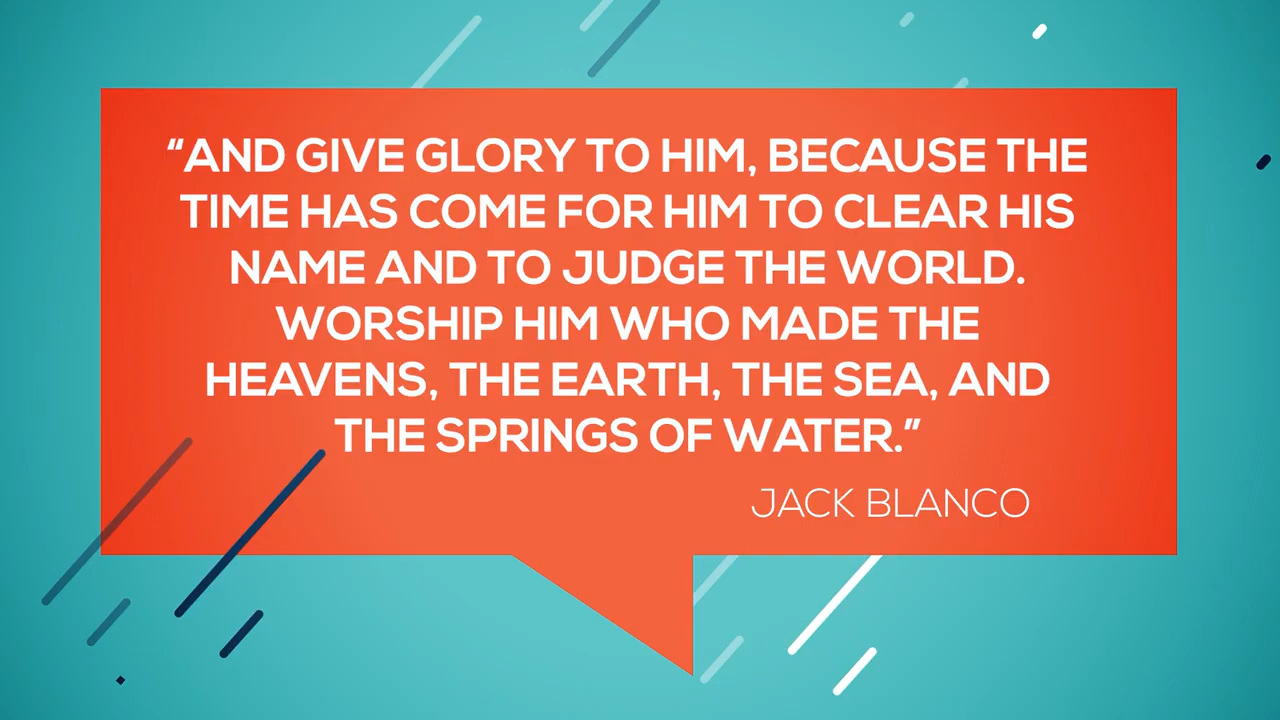 “AND GIVE GLORY TO HIM, BECAUSE THE
TIME HAS COME FOR HIM TO CLEAR HIS
NAME AND TO JUDGE THE WORLD.
WORSHIP HIM WHO MADE THE
HEAVENS, THE EARTH, THE SEA, AND
THE SPRINGS OF WATER.”
JACK BLANCO